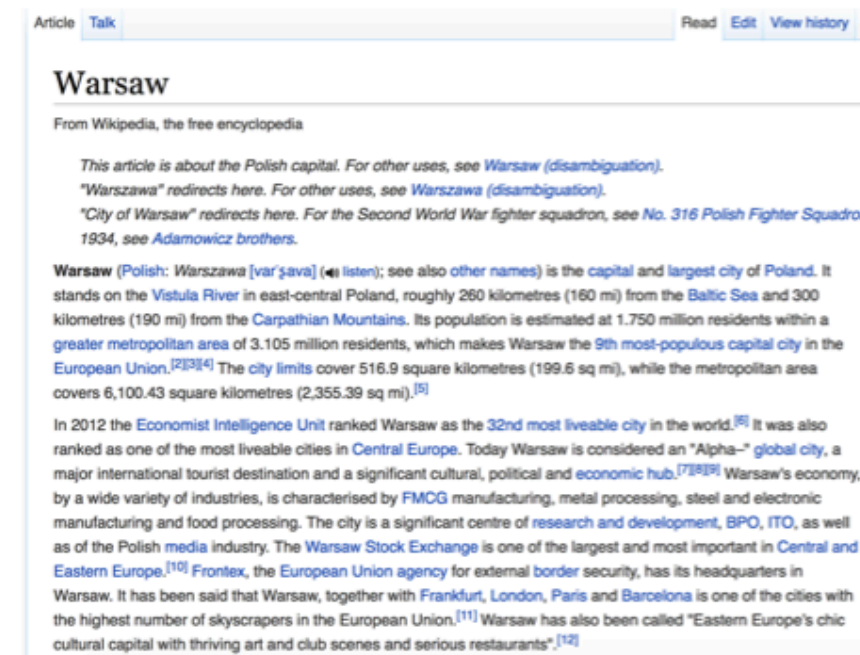 Article Talk Read Edit View history
Warsaw
From Wikipedia, the free encyclopedia
This article is about the Polish capital. For other uses, see Warsaw (disambiguation).
"Warszawa" redirects here. For other uses, see Warszawa (disambiguation).
"City of Warsaw" redirects here. For the Second World War fighter squadron, see No. 316 Polish Fighter Squadro
1934, see Adamowicz brothers.
Warsaw (Polish: Warszawa [varˈʂava] (listen); see also other names) is the capital and largest city of Poland. It
stands on the Vistula River in east-central Poland, roughly 260 kilometres (160 mi) from the Baltic Sea and 300
kilometres (190 mi) from the Carpathian Mountains. Its population is estimated at 1.750 million residents within a
greater metropolitan area of 3.105 million residents, which makes Warsaw the 9th most-populous capital city in the
European Union.[2][3][4] The city limits cover 516.9 square kilometres (199.6 sq mi), while the metropolitan area
covers 6,100.43 square kilometres (2,355.39 sq mi).[5]
In 2012 the Economist Intelligence Unit ranked Warsaw as the 32nd most liveable city in the world.[6] It was also
ranked as one of the most liveable cities in Central Europe. Today Warsaw is considered an "Alpha–" global city, a
major international tourist destination and a significant cultural, political and economic hub.[7][8][9] Warsaw's economy,
by a wide variety of industries, is characterised by FMCG manufacturing, metal processing, steel and electronic
manufacturing and food processing. The city is a significant centre of research and development, BPO, ITO, as well
as of the Polish media industry. The Warsaw Stock Exchange is one of the largest and most important in Central and
Eastern Europe.[10] Frontex, the European Union agency for external border security, has its headquarters in
Warsaw. It has been said that Warsaw, together with Frankfurt, London, Paris and Barcelona is one of the cities with
the highest number of skyscrapers in the European Union.[11] Warsaw has also been called "Eastern Europe's chic
cultural capital with thriving art and club scenes and serious restaurants".[12]